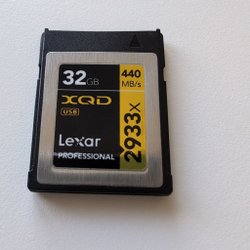 32GB
440
MB/s
XQD
USB
Lexar
PROFESSIONAL
2933x